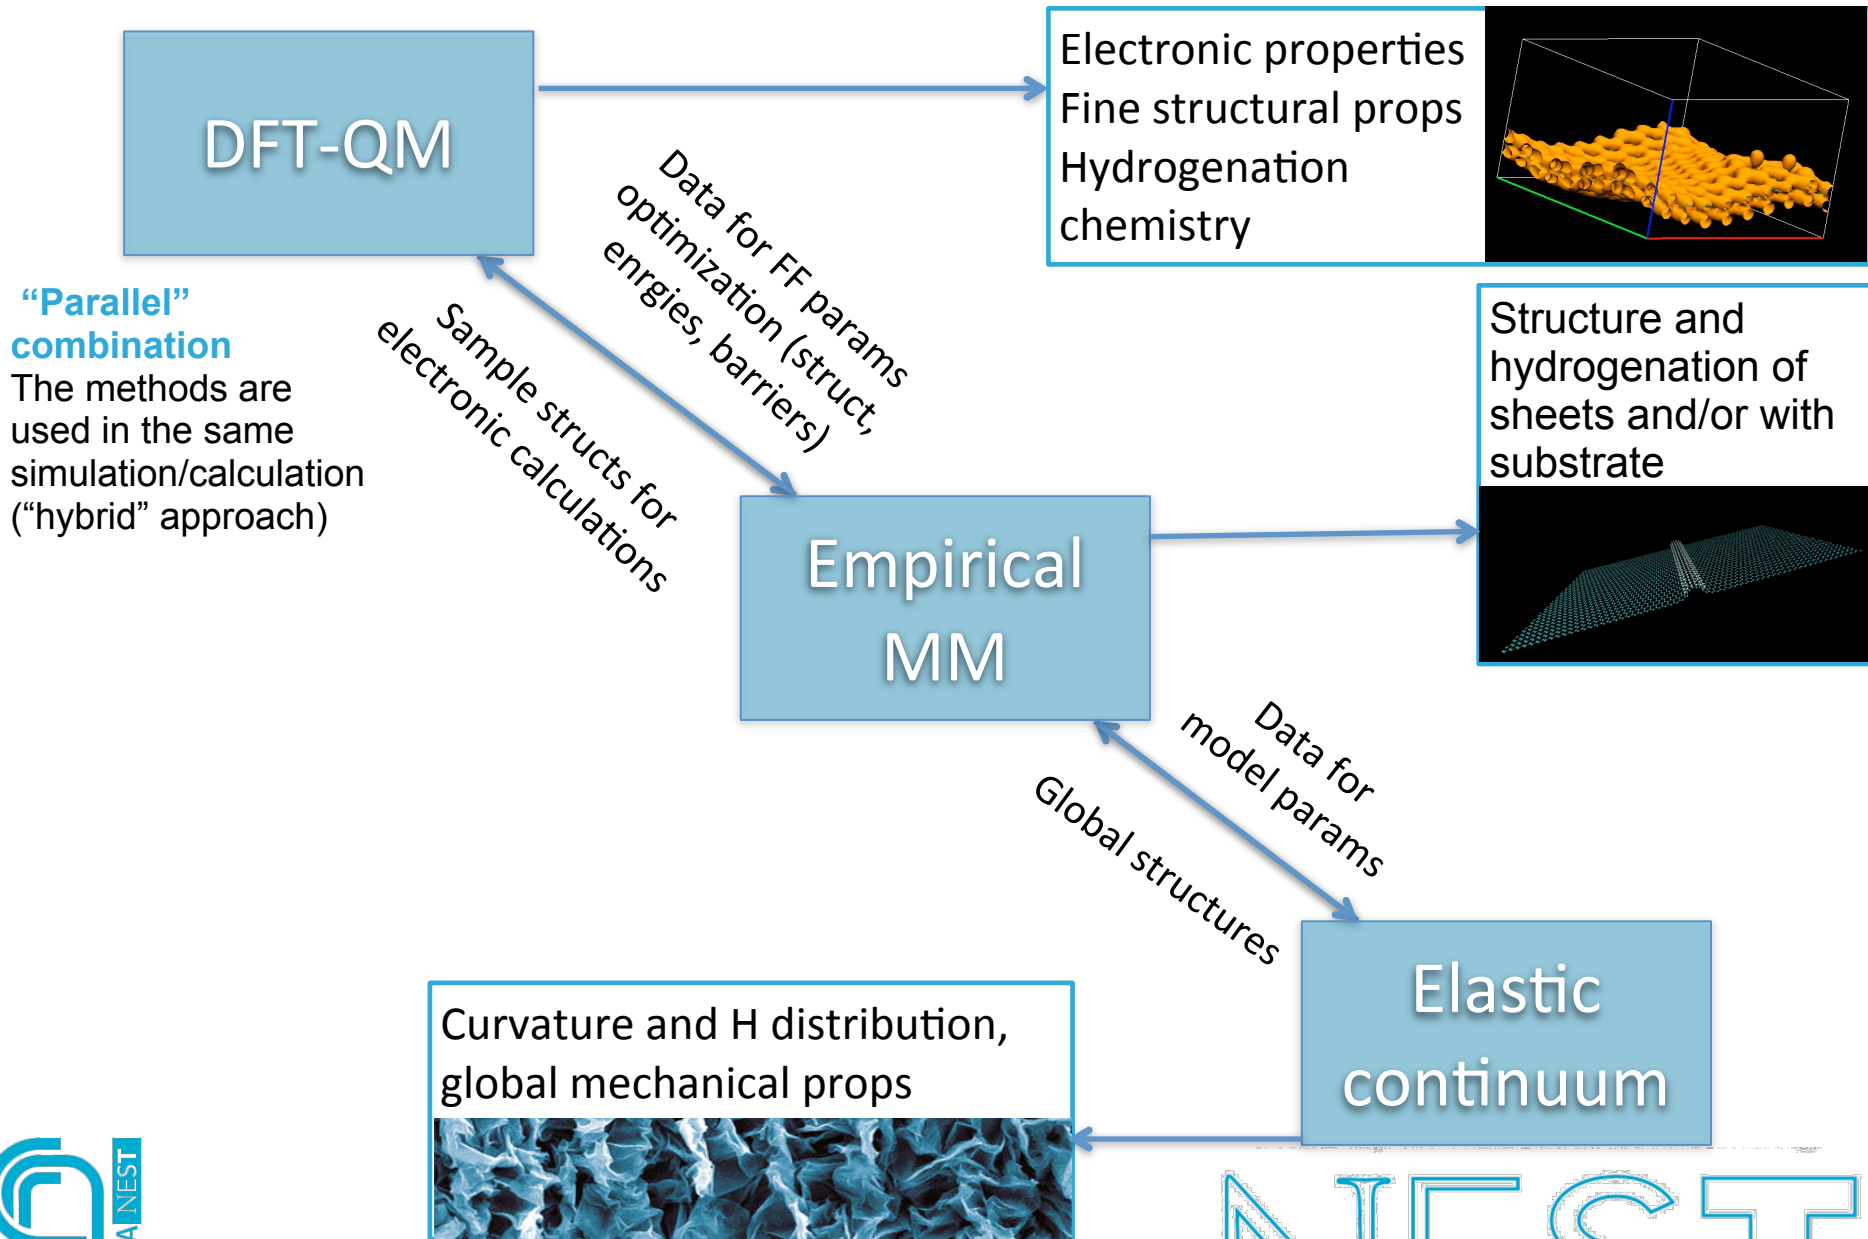 DFT-QM
Electronic properties
Fine structural props
Hydrogenation
chemistry
Data for FF params
optimization (struct,
enrgies, barriers)
Sample structs for
electronic calculations
“Parallel”
combination
The methods are
used in the same
simulation/calculation
(“hybrid” approach)
Structure and
hydrogenation of
sheets and/or with
substrate
Empirical
MM
Data for
model params
Global structures
Elastic
continuum
Curvature and H distribution,
global mechanical props
A NEST
NEST